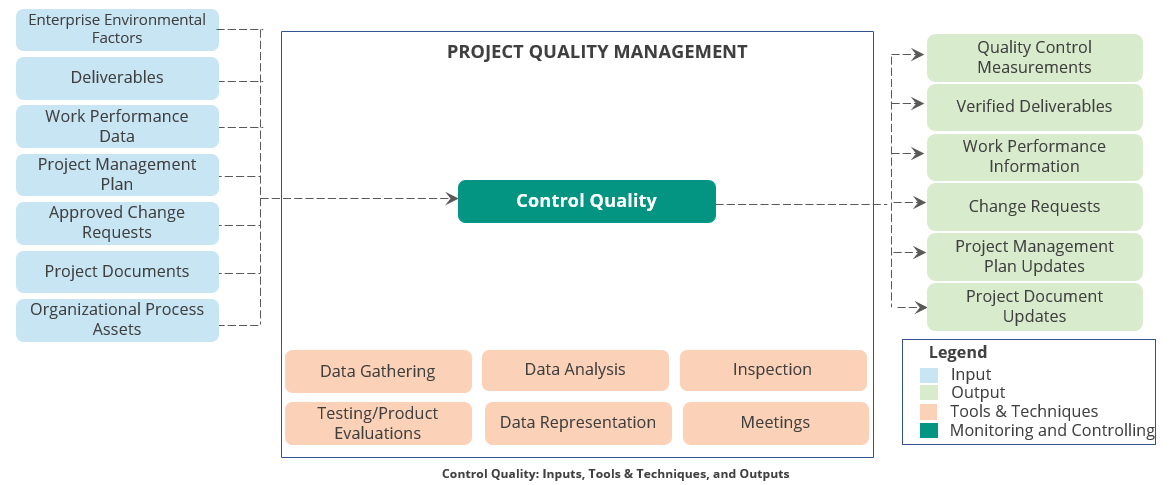 Enterprise Environmental
Factors
Deliverables
Work Performance
Data
Project Management
Plan
Approved Change
Requests
Project Documents
Organizational Process
Assets
PROJECT QUALITY MANAGEMENT
Control Quality
Data Gathering
Data Analysis
Inspection
Testing/Product
Evaluations
Data Representation
Meetings
Quality Control
Measurements
Verified Deliverables
Work Performance
Information
Change Requests
Project Management
Plan Updates
Project Document
Updates
Legend
Input
Output
Tools & Techniques
Monitoring and Controlling
Control Quality: Inputs, Tools & Techniques, and Outputs